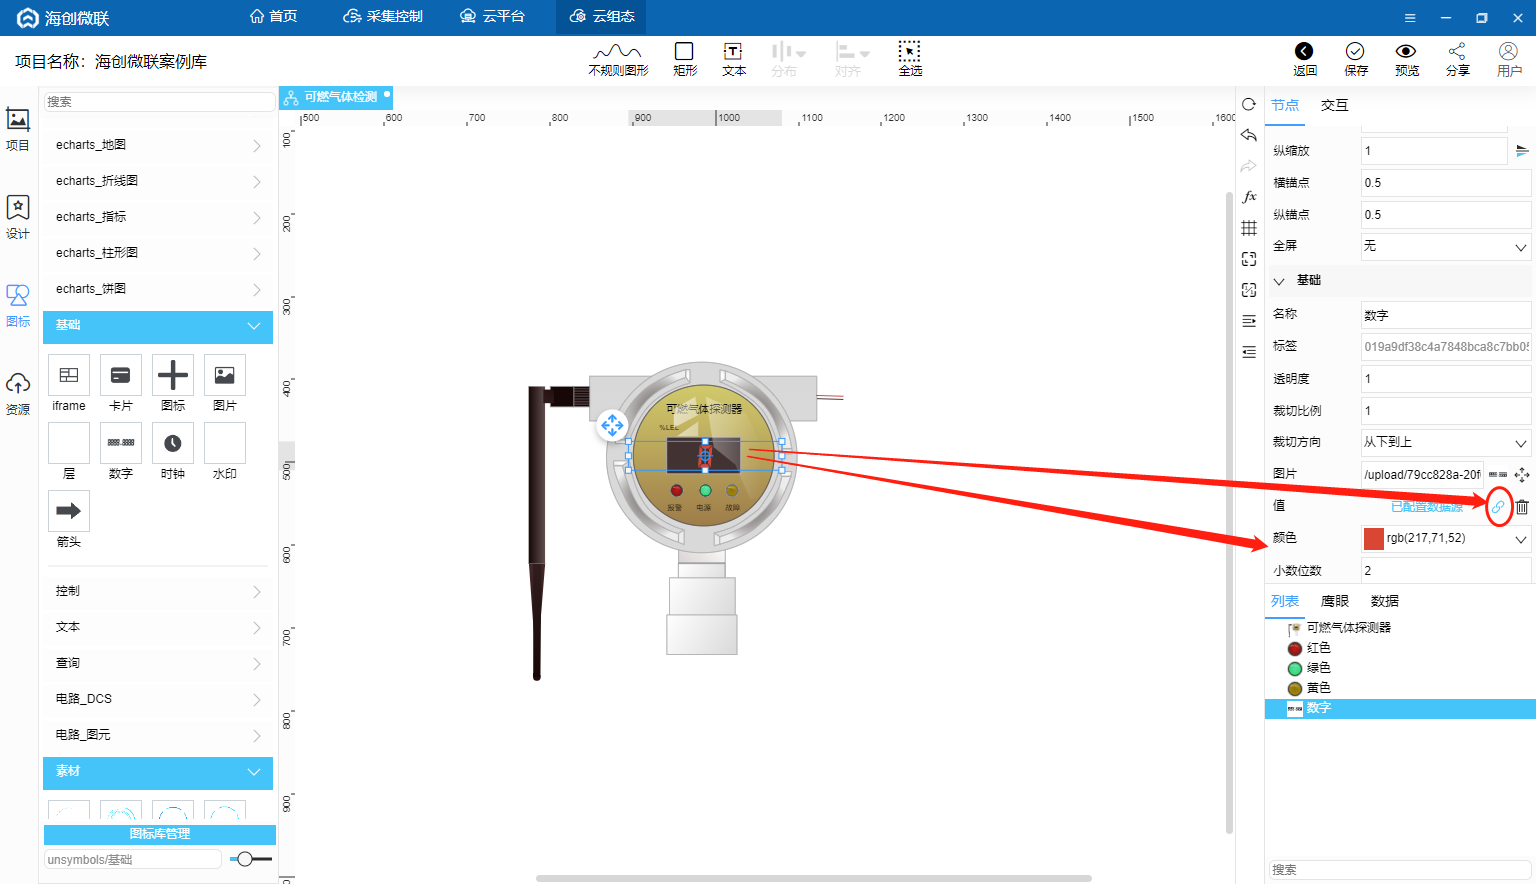 海创微联
首页
采集控制
云平台
云组态
项目名称：海创微联案例库
不规则图形
矩形
文本
分布
对齐
全选
返回
保存
预览
分享
用户
项目
设计
图标
资源
搜索
echarts_地图
echarts_折线图
echarts_指标
echarts_柱形图
echarts_饼图
基础
iframe
卡片
图标
图片
层
数字
时钟
水印
箭头
控制
文本
查询
电路_DCS
电路_图元
素材
图标库管理
unsymbols/基础
可燃气体检测
500
600
700
800
900
1000
1100
1200
1300
1400
1500
1600
100
200
300
400
500
600
700
800
900
可燃气体探测器
%LEL
报警
电源
故障
fx
节点
交互
纵缩放
1
横锚点
0.5
纵锚点
0.5
全屏
无
基础
名称
数字
标签
019a9df38c4a7848bca8c7bb05
透明度
1
裁切比例
1
裁切方向
从下到上
图片
/upload/79cc828a-20f
值
已配置数据源
颜色
rgb(217,71,52)
小数位数
2
列表
鹰眼
数据
可燃气体探测器
红色
绿色
黄色
数字
搜索